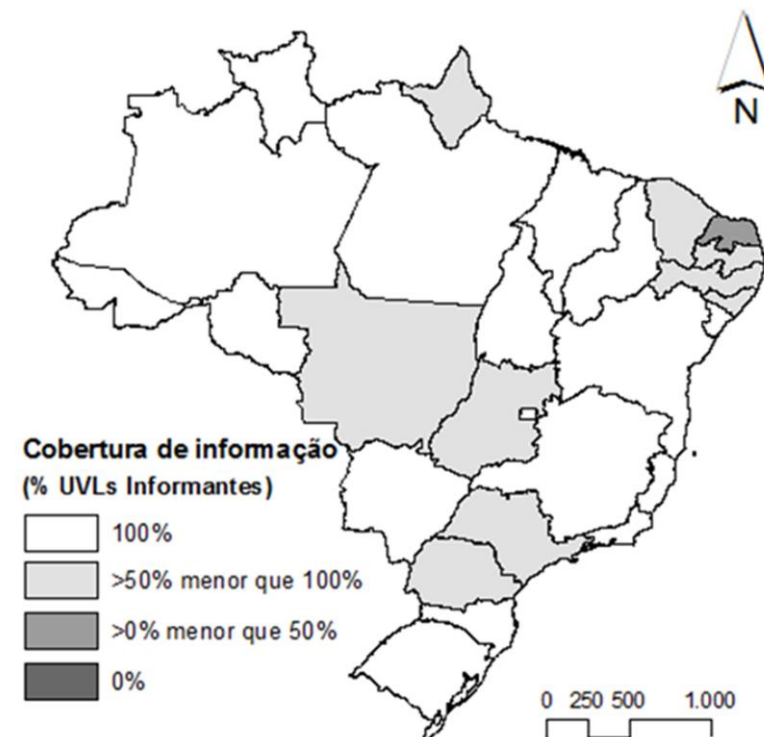 N
Cobertura de informação
(% UVLs Informantes)
100%
>50% menor que 100%
>0% menor que 50%
0%
0 250 500 1.000